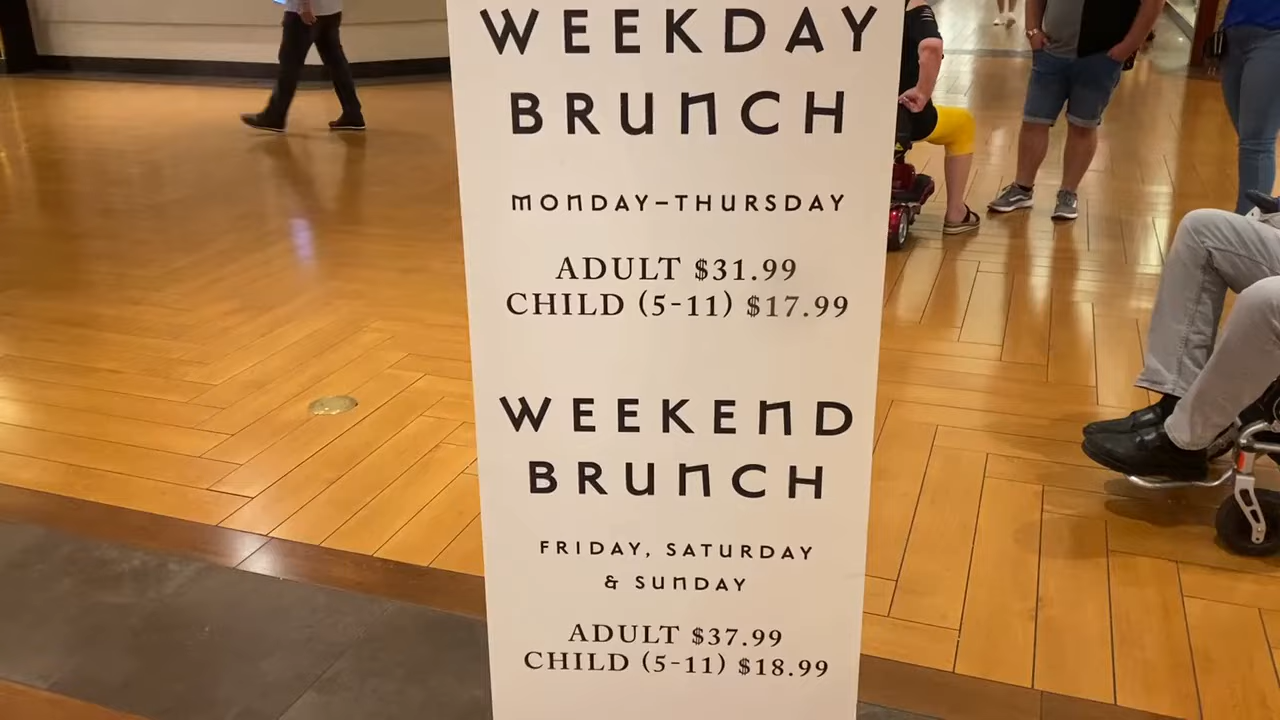 WEEKDAY
BRUNCH
MONDAY-THURSDAY
ADULT $31.99
CHILD (5-11) $17.99
WEEKEND
BRUNCH
FRIDAY, SATURDAY
& SUNDAY
ADULT $37.99
CHILD (5-11) $18.99